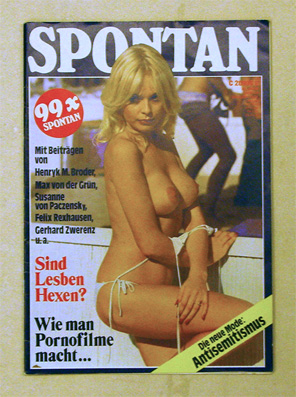 SPONTAN
99x
SPONTAN
Mit Beiträgen
von
Henryk M. Broder,
Max von der Grün,
Susanne
von Paczensky,
Felix Rexhausen,
Gerhard Zwerenz
u.a.
Sind
Lesben
Hexen?
Wie man
Pornofilme
macht...
Die neue Mode:
Antisemitismus